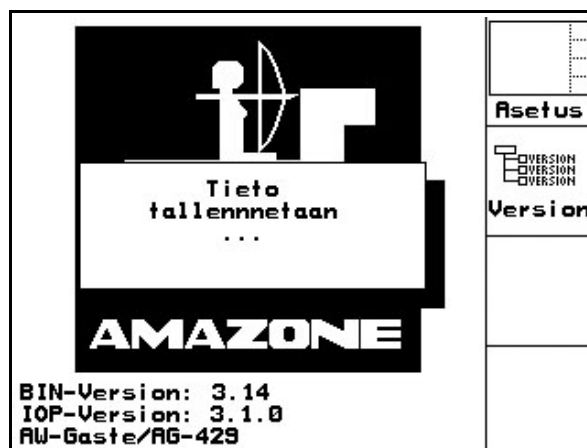 Tieto
tallennnetaan
...
AMAZONE
BIN-Version: 3.14
IOP-Version: 3.1.0
AW-Gaste/AG-429
Asetus
VERSION
VERSION
VERSION
Version